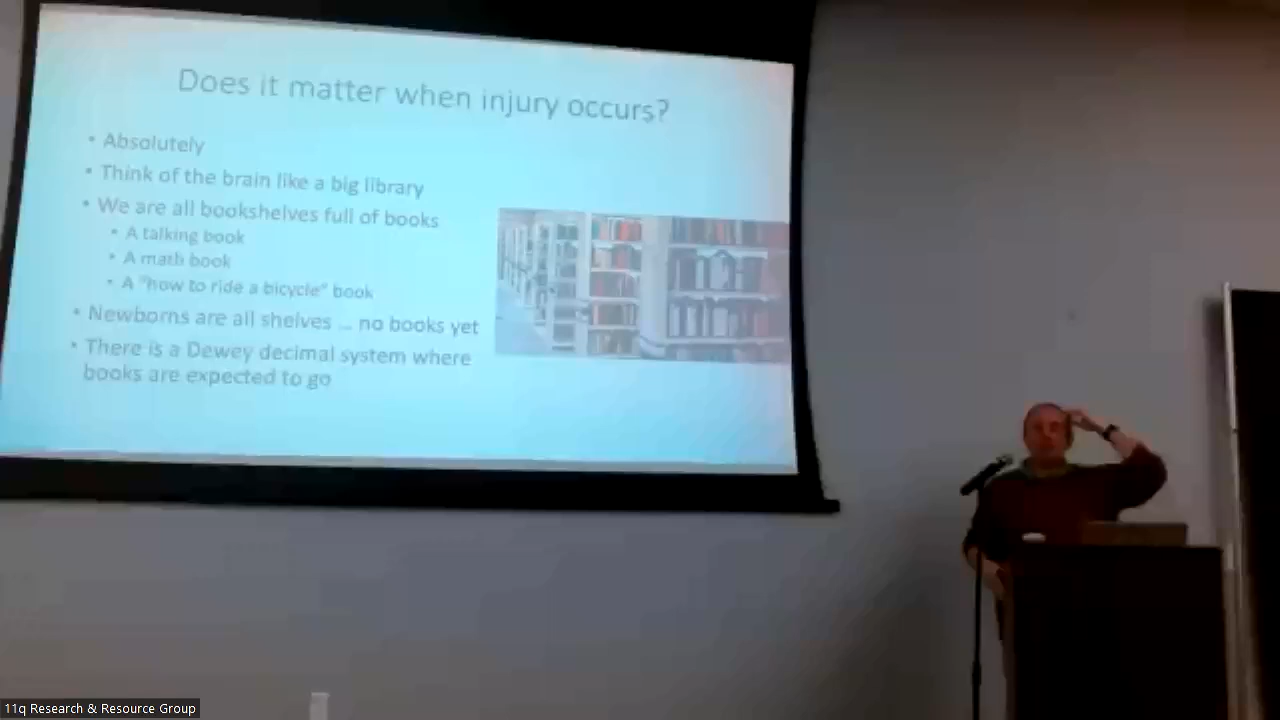 Does it matter when injury occurs?
• Absolutely
• Think of the brain like a big library
• We are all bookshelves full of books
• A talking book
• A math book
• A "how to ride a bicycle" book
• Newborns are all shelves … no books yet
• There is a Dewey decimal system where
books are expected to go
11q Research & Resource Group